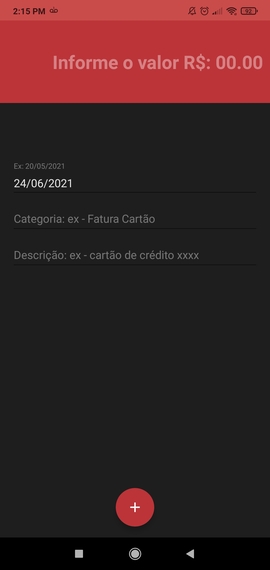 2:15 PM
92
Informe o valor R$: 00.00
Ex: 20/05/2021
24/06/2021
Categoria: ex - Fatura Cartão
Descrição: ex - cartão de crédito xxxx
+